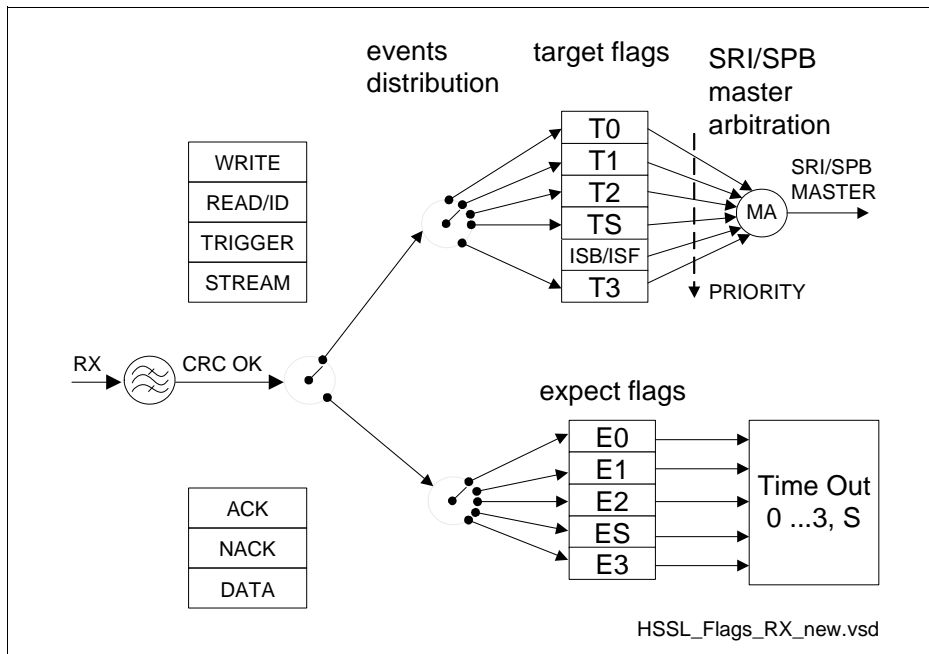 events
distribution
target flags
SRI/SPB
master
arbitration
WRITE
READ/ID
TRIGGER
STREAM
T0
T1
T2
TS
ISB/ISF
T3
MA
SRI/SPB
MASTER
PRIORITY
RX
CRC OK
expect flags
ACK
NACK
DATA
E0
E1
E2
ES
E3
Time Out
0 ...3, S
HSSL_Flags_RX_new.vsd